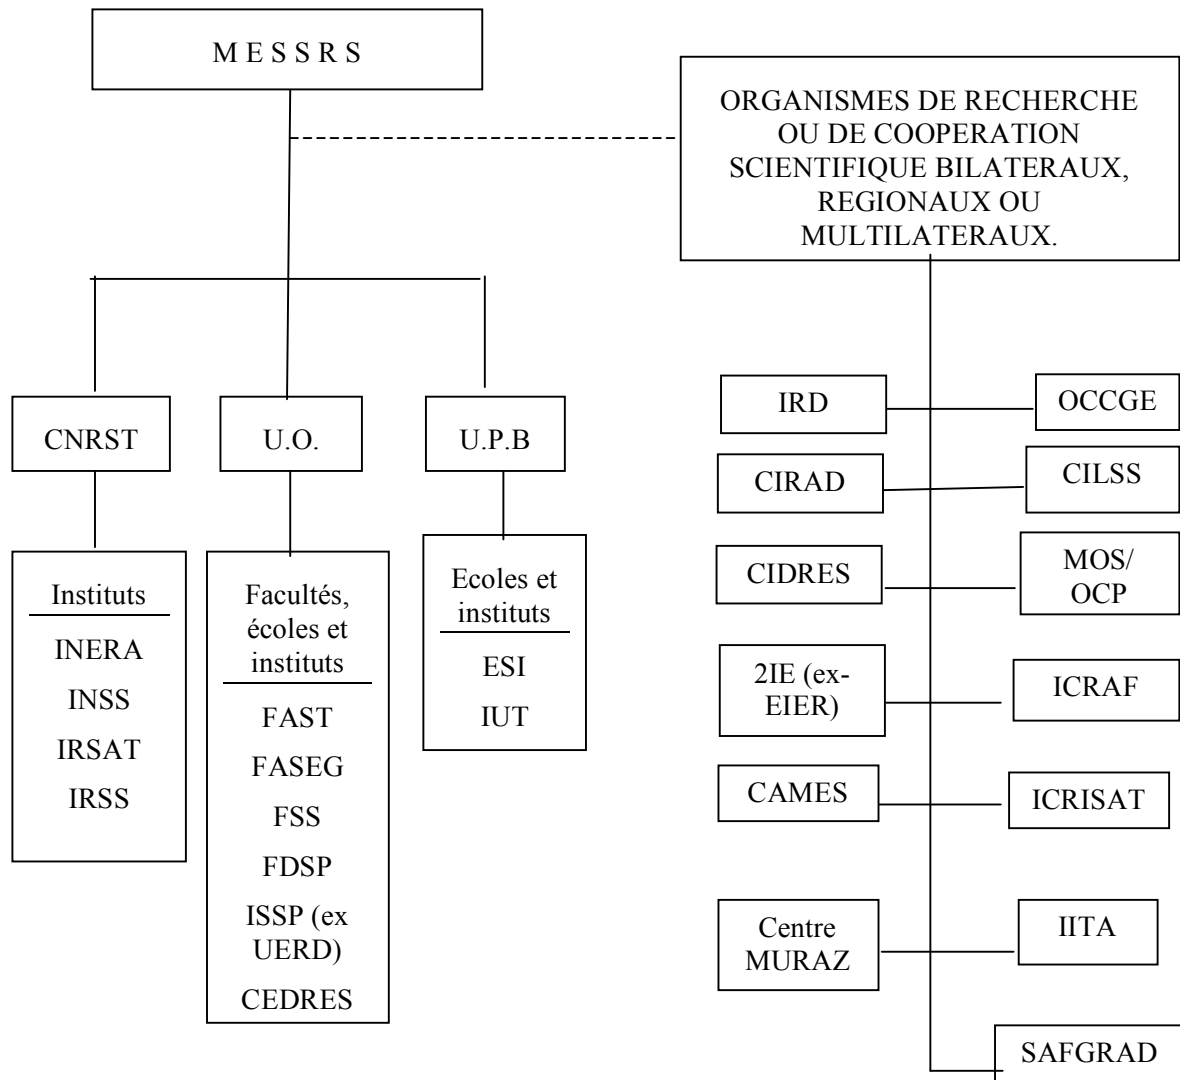 M E S S R S
ORGANISMES DE RECHERCHE
OU DE COOPERATION
SCIENTIFIQUE BILATERAUX,
REGIONAUX OU
MULTILATERAUX.
CNRST
U.O.
U.P.B
Instituts
INERA
INSS
IRSAT
IRSS
Facultés,
écoles et
instituts
FAST
FASEG
FSS
FDSP
ISSP (ex
UERD)
CEDRES
Ecoles et
instituts
ESI
IUT
IRD
OCCGE
CIRAD
CILSS
CIDRES
MOS/
OCP
2IE (ex-
EIER)
ICRAF
CAMES
ICRISAT
Centre
MURAZ
IITA
SAFGRAD